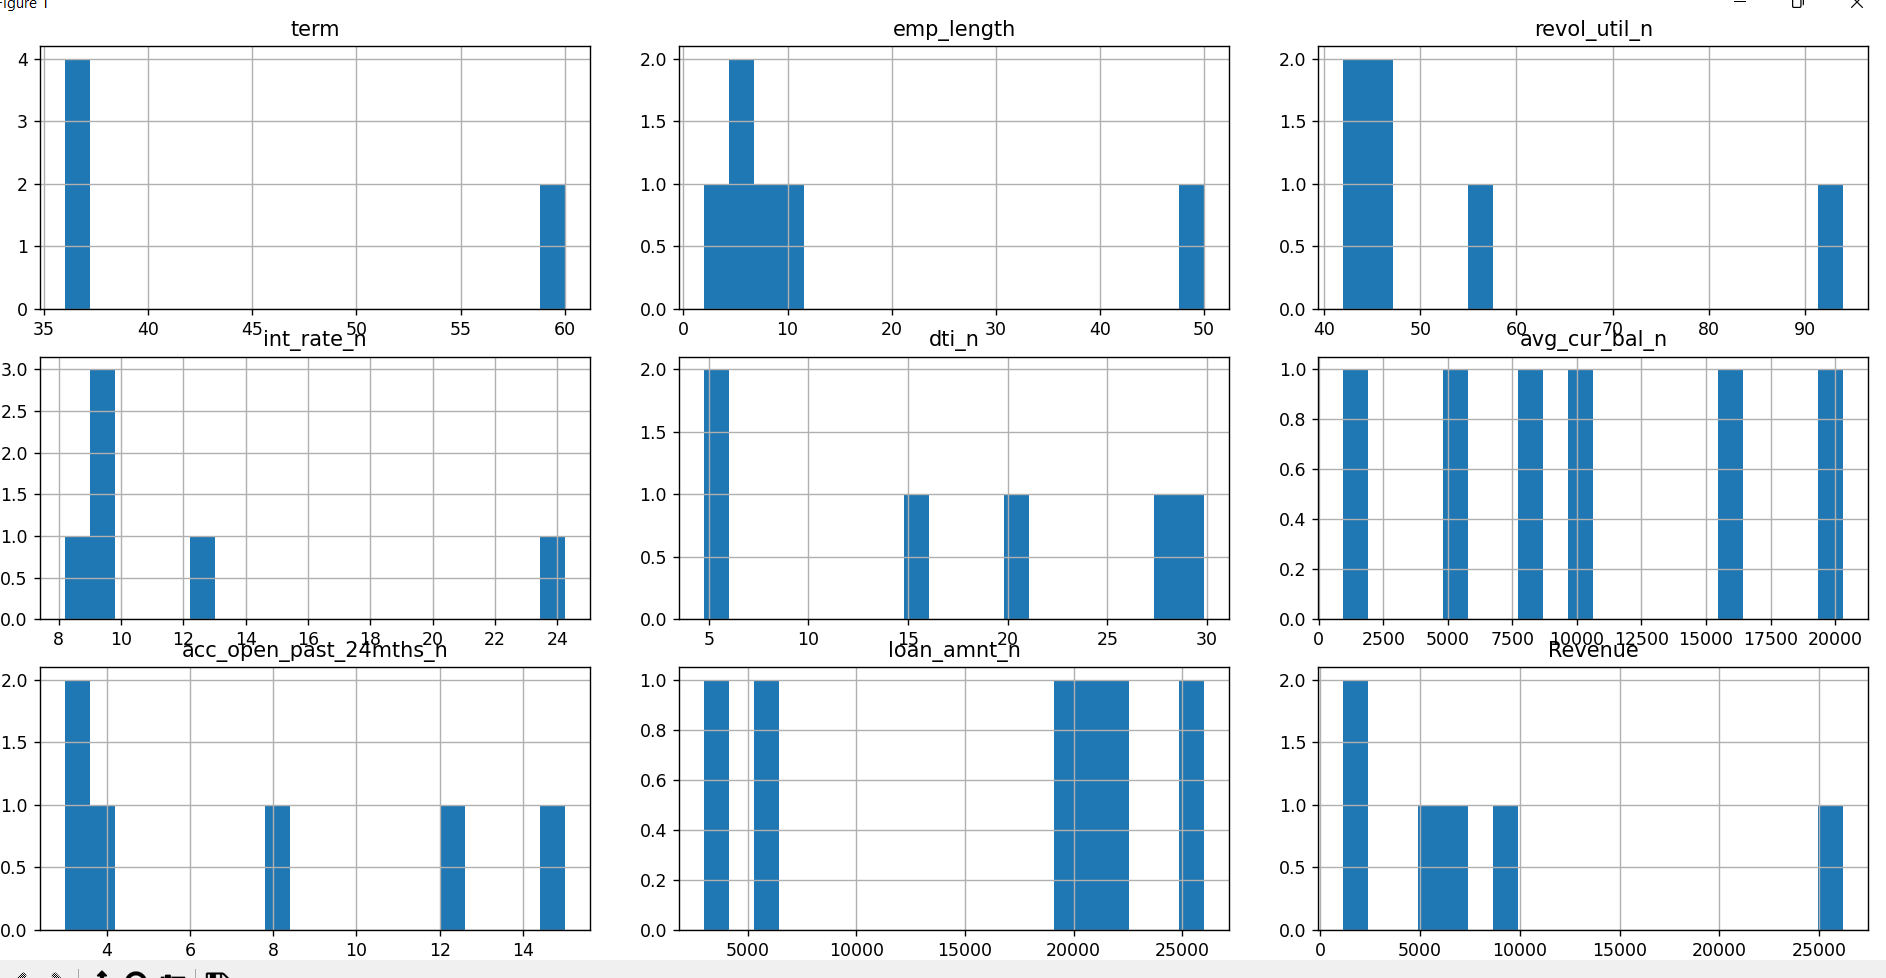 Figure 1
term
emp_length
revol_util_n
4
3
2
1
0
35 40 45 50 55 60
2.0
1.5
1.0
0.5
0.0
0 10 20 30 40 50
2.0
1.5
1.0
0.5
0.0
40 50 60 70 80 90
int_rate_n
dti_n
avg_cur_bal_n
3.0
2.5
2.0
1.5
1.0
0.5
0.0
8 10 12 14 16 18 20 22 24
2.0
1.5
1.0
0.5
0.0
5 10 15 20 25 30
1.0
0.8
0.6
0.4
0.2
0.0
0 2500 5000 7500 10000 12500 15000 17500 20000
acc_open_past_24mths_n
loan_amnt_n
Revenue
2.0
1.5
1.0
0.5
0.0
4 6 8 10 12 14
1.0
0.8
0.6
0.4
0.2
0.0
5000 10000 15000 20000 25000
2.0
1.5
1.0
0.5
0.0
0 5000 10000 15000 20000 25000